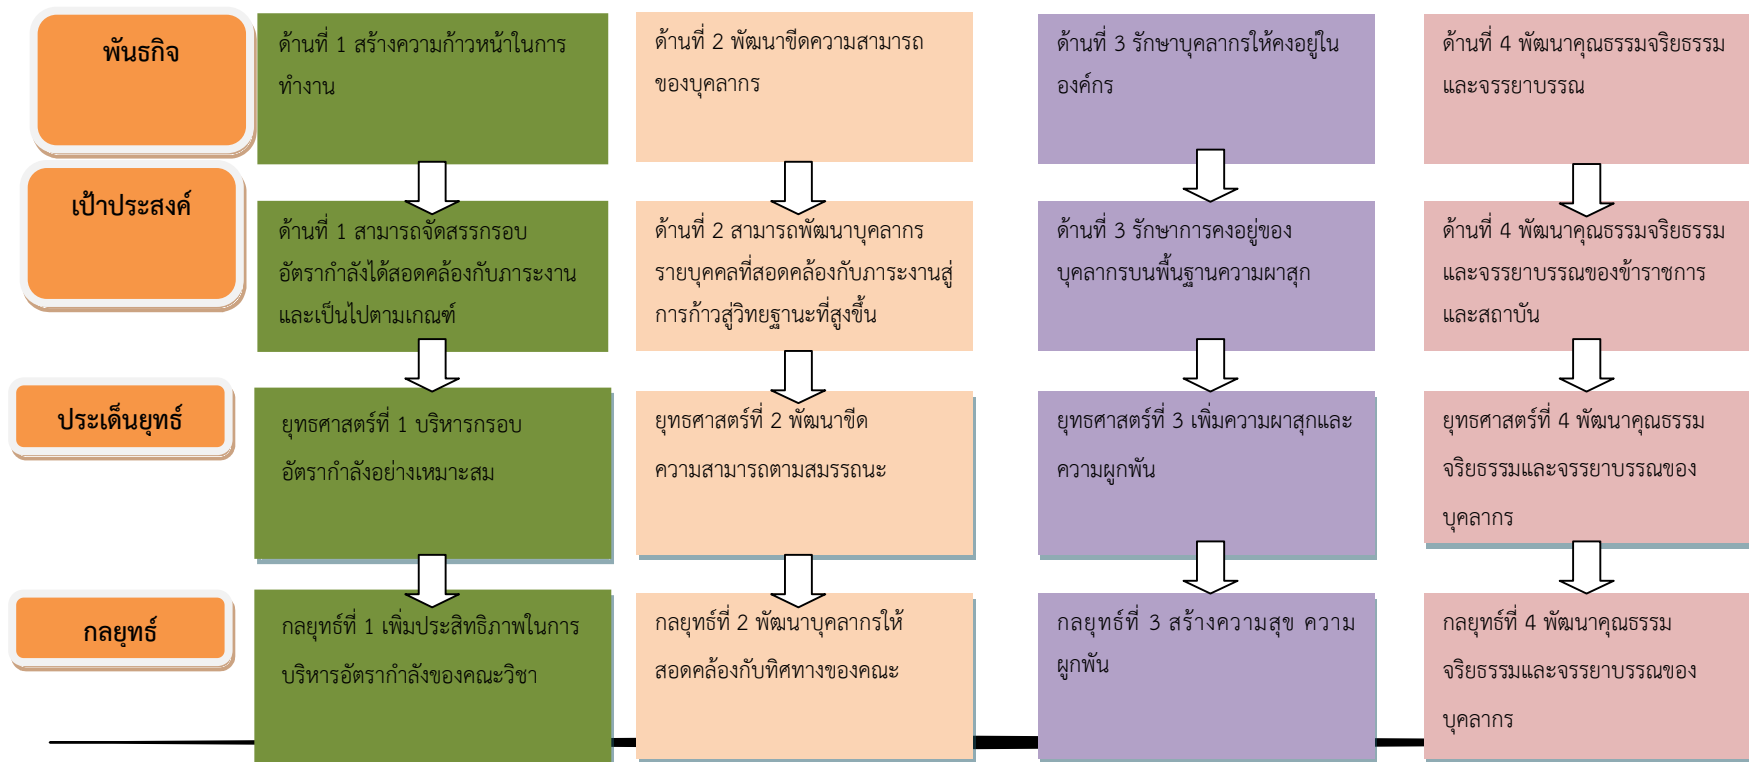 พันธกิจ
ด้านที่ 1 สร้างความก้าวหน้าในการ
ทำงาน
ด้านที่ 2 พัฒนาขีดความสามารถ
ของบุคลากร
ด้านที่ 3 รักษาบุคลากรให้คงอยู่ใน
องค์กร
ด้านที่ 4 พัฒนาคุณธรรมจริยธรรม
และจรรยาบรรณ
เป้าประสงค์
ด้านที่ 1 สามารถจัดสรรกรอบ
อัตรากำลังได้สอดคล้องกับภาระงาน
และเป็นไปตามเกณฑ์
ด้านที่ 2 สามารถพัฒนาบุคลากร
รายบุคคลที่สอดคล้องกับภาระงานสู่
การก้าวสู่วิทยฐานะที่สูงขึ้น
ด้านที่ 3 รักษาการคงอยู่ของ
บุคลากรบนพื้นฐานความผาสุก
ด้านที่ 4 พัฒนาคุณธรรมจริยธรรม
และจรรยาบรรณของข้าราชการ
และสถาบัน
ประเด็นยุทธ์
ยุทธศาสตร์ที่ 1 บริหารกรอบ
อัตรากำลังอย่างเหมาะสม
ยุทธศาสตร์ที่ 2 พัฒนาขีด
ความสามารถตามสมรรถนะ
ยุทธศาสตร์ที่ 3 เพิ่มความผาสุกและ
ความผูกพัน
ยุทธศาสตร์ที่ 4 พัฒนาคุณธรรม
จริยธรรมและจรรยาบรรณของ
บุคลากร
กลยุทธ์
กลยุทธ์ที่ 1 เพิ่มประสิทธิภาพในการ
บริหารอัตรากำลังของคณะวิชา
กลยุทธ์ที่ 2 พัฒนาบุคลากรให้
สอดคล้องกับทิศทางของคณะ
กลยุทธ์ที่ 3 สร้างความสุข ความ
ผูกพัน
กลยุทธ์ที่ 4 พัฒนาคุณธรรม
จริยธรรมและจรรยาบรรณของ
บุคลากร